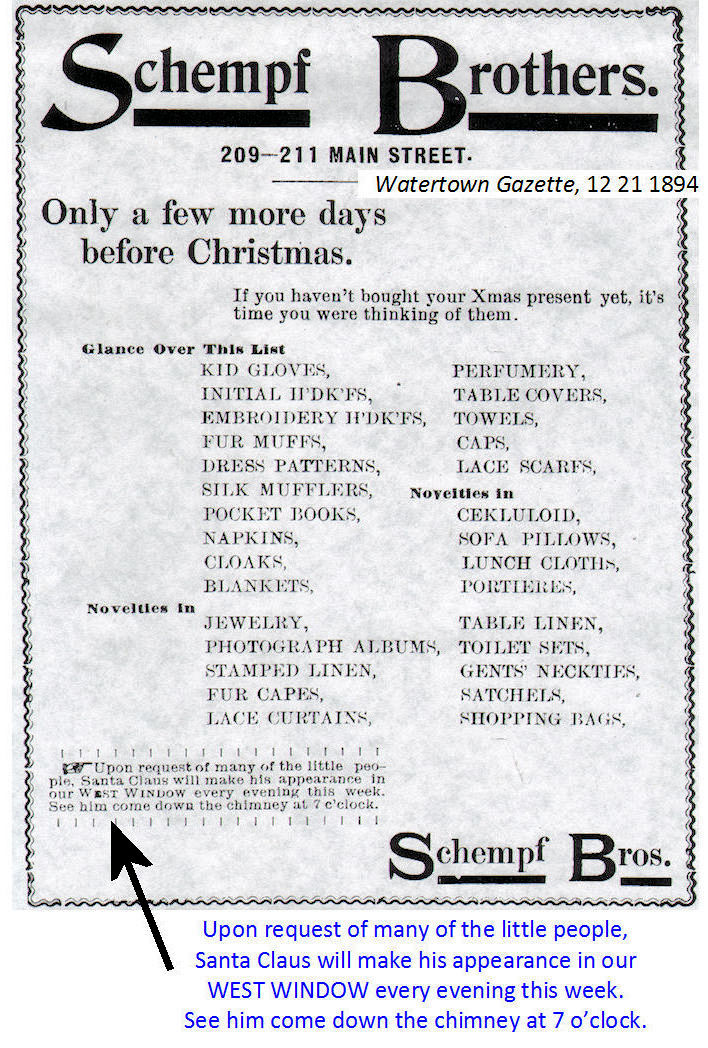 Schempf Brothers.
209—211 MAIN STREET.
Watertown Gazette, 12 21 1894
Only a few more days
before Christmas.
If you haven't bought your Xmas present yet, it's
time you were thinking of them.
Glance Over This List
KID GLOVES,
INITIAL H'DK'FS,
EMBROIDERY H'DK'FS,
FUR MUFFS,
DRESS PATTERNS,
SILK MUFFLERS,
POCKET BOOKS,
NAPKINS,
CLOAKS,
BLANKETS,
Novelties in
JEWELRY,
PHOTOGRAPH ALBUMS,
STAMPED LINEN,
FUR CAPES,
LACE CURTAINS,
PERFUMERY,
TABLE COVERS,
TOWELS,
CAPS,
LACE SCARFS,
Novelties in
CEKLULOID,
SOFA PILLOWS,
LUNCH CLOTHS,
PORTIERES,
TABLE LINEN,
TOILET SETS,
GENTS' NECKTIES,
SATCHELS,
SHOPPING BAGS,
☞ Upon request of many of the little peo-
ple, Santa Claus will make his appearance in
our WEST WINDOW every evening this week.
See him come down the chimney at 7 o'clock.
Schempf Bros.
Upon request of many of the little people,
Santa Claus will make his appearance in our
WEST WINDOW every evening this week.
See him come down the chimney at 7 o'clock.